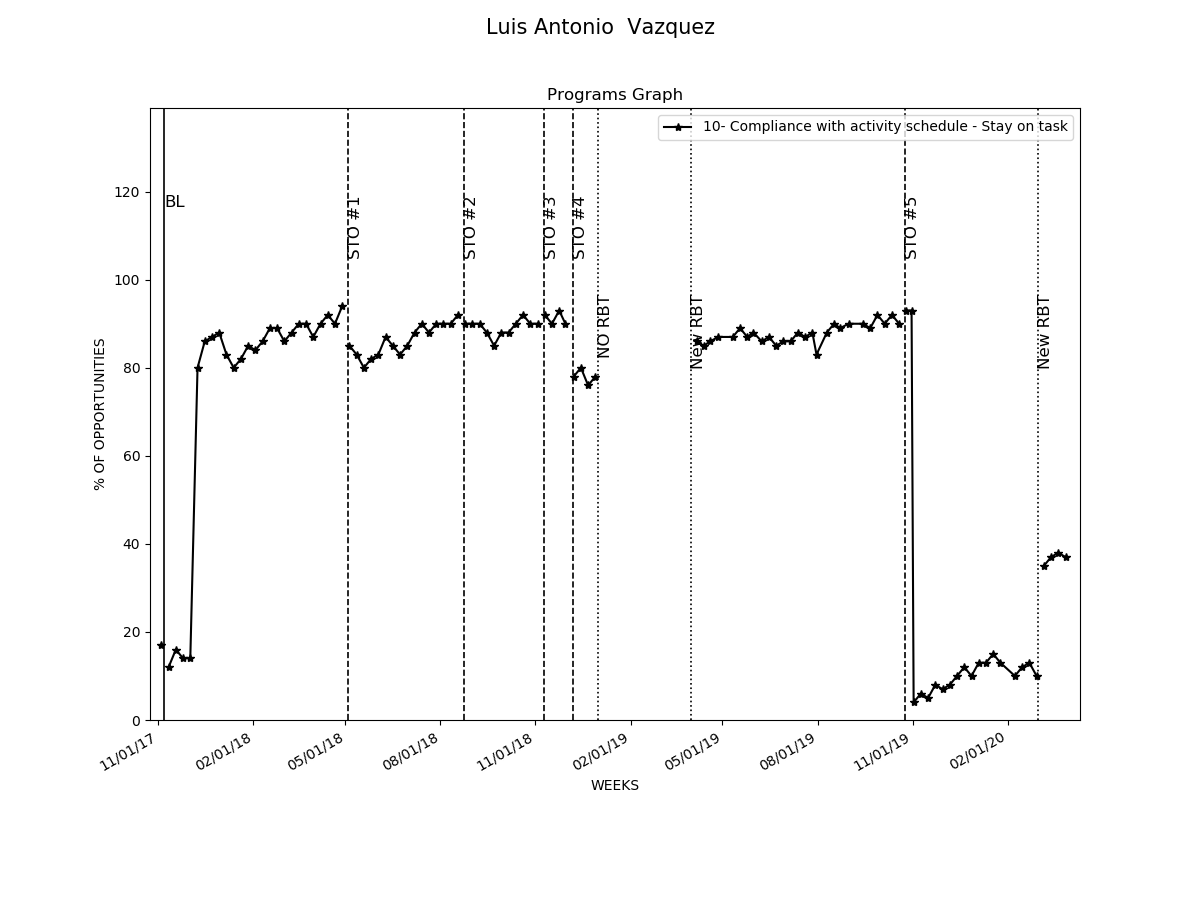 Luis Antonio  Vazquez
Programs Graph
10- Compliance with activity schedule - Stay on task
BL
STO #1
STO #2
STO #3
STO #4
NO RBT
New RBT
STO #5
New RBT
% OF OPPORTUNITIES
120
100
80
60
40
20
0
11/01/17
02/01/18
05/01/18
08/01/18
11/01/18
02/01/19
05/01/19
08/01/19
11/01/19
02/01/20
WEEKS